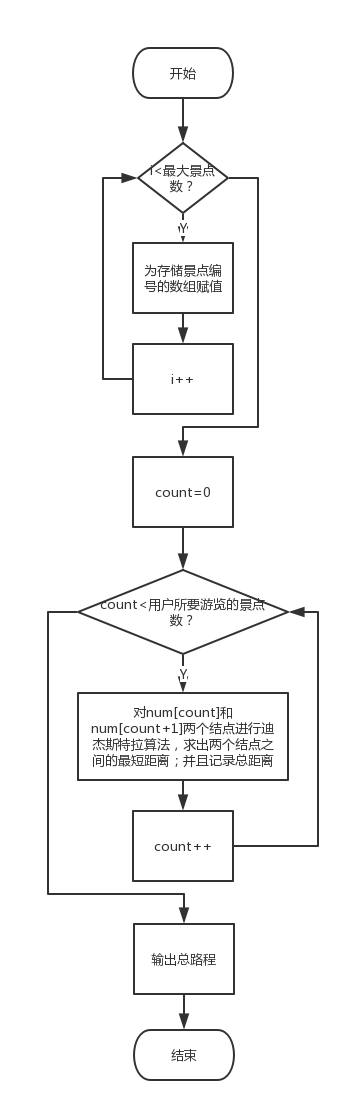 开始
i<最大景点
数？
Y
为存储景点编
号的数组赋值
i++
count=0
count<用户所要游览的景点
数？
Y
对num[count]和
num[count+1]两个结点进行迪
杰斯特拉算法，求出两个结点之
间的最短距离；并且记录总距离
count++
输出总路程
结束